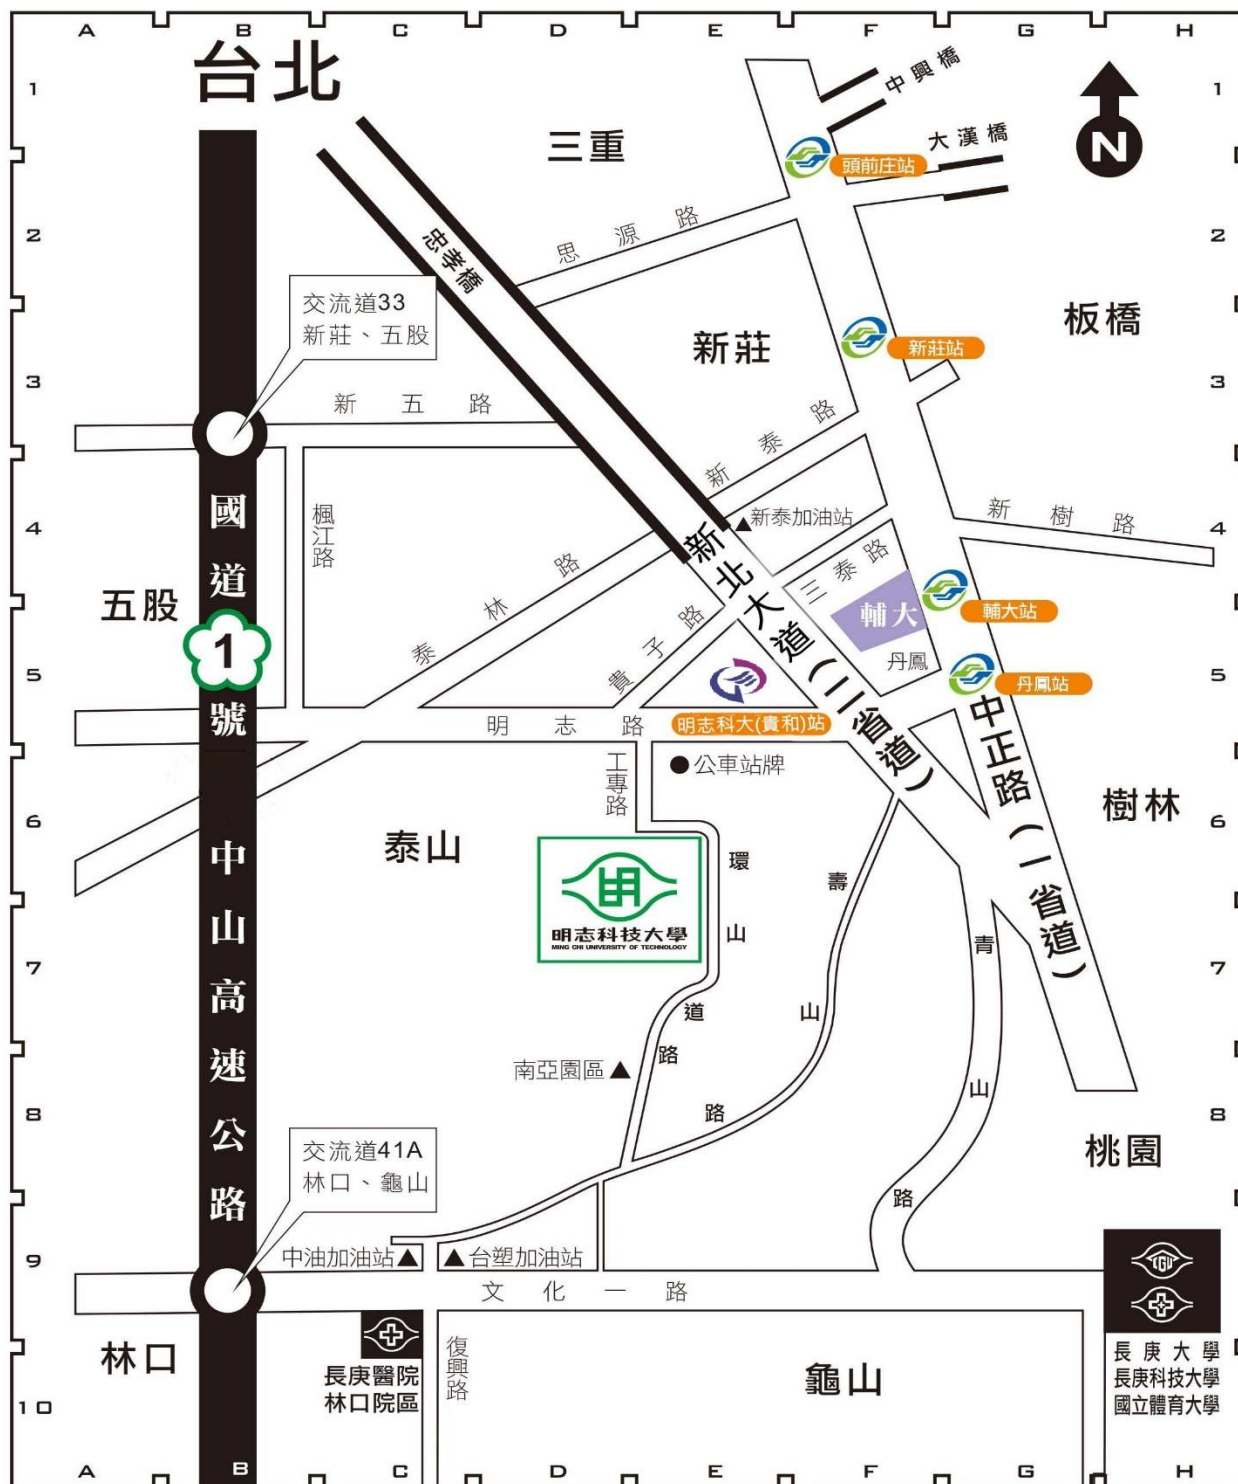 A B C D E F G H
台北
1 1
中興橋
大漢橋
N
三重
頭前庄站
2 2
思源路
忠孝橋
交流道33
新莊、五股
板橋
新莊
新莊站
3 3
新五路
新泰路
國道1號 中山高速公路
楓江路
4 4
新泰加油站
新樹路
新北大道(二省道)
三泰路
泰林路
五股
貴子路
輔大
輔大站
丹鳳
5 5
丹鳳站
明志科大(貴和)站
明志路
中正路(一省道)
工專路
公車站牌
樹林
6 6
泰山
環山道路
壽山路
明志科技大學
MING CHI UNIVERSITY OF TECHNOLOGY
青山路
7 7
南亞園區
8 8
交流道41A
林口、龜山
桃園
9 9
中油加油站
台塑加油站
文化一路
CGU
林口
長庚醫院
林口院區
復興路
龜山
長庚大學
長庚科技大學
國立體育大學
10 10
A B C D E F G H